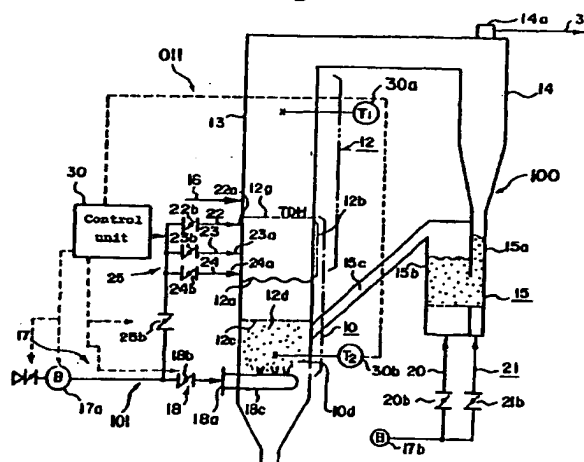 14a
3
011
30a
T1
14
13
12
30
16
22a
12g
TDH
12b
100
Control
unit
22b
22
23b
23
23a
15a
25
24
24a
15c
15b
24b
12a
12d
10
15
12c
25b
17
18b
T2
30b
20
21
B
17a
18
18a
18c
10d
101
20b
21b
B
17b